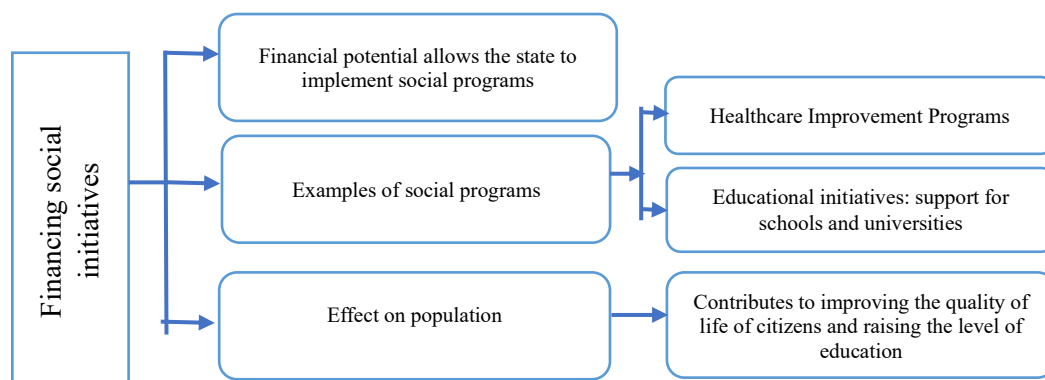 Financing social
initiatives
Financial potential allows the state to
implement social programs
Examples of social programs
Healthcare Improvement Programs
Educational initiatives: support for
schools and universities
Effect on population
Contributes to improving the quality of
life of citizens and raising the level of
education